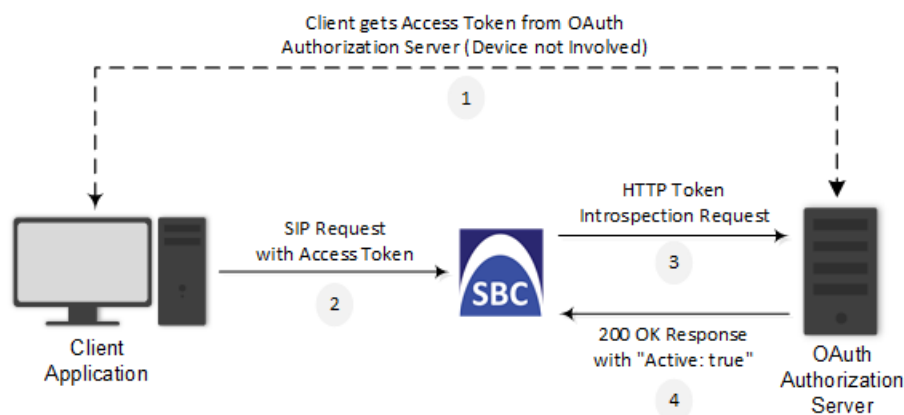 Client gets Access Token from OAuth
Authorization Server (Device not Involved)
1
SIP Request
with Access Token
2
SBC
HTTP Token
Introspection Request
3
200 OK Response
with "Active: true"
4
Client
Application
OAuth
Authorization
Server